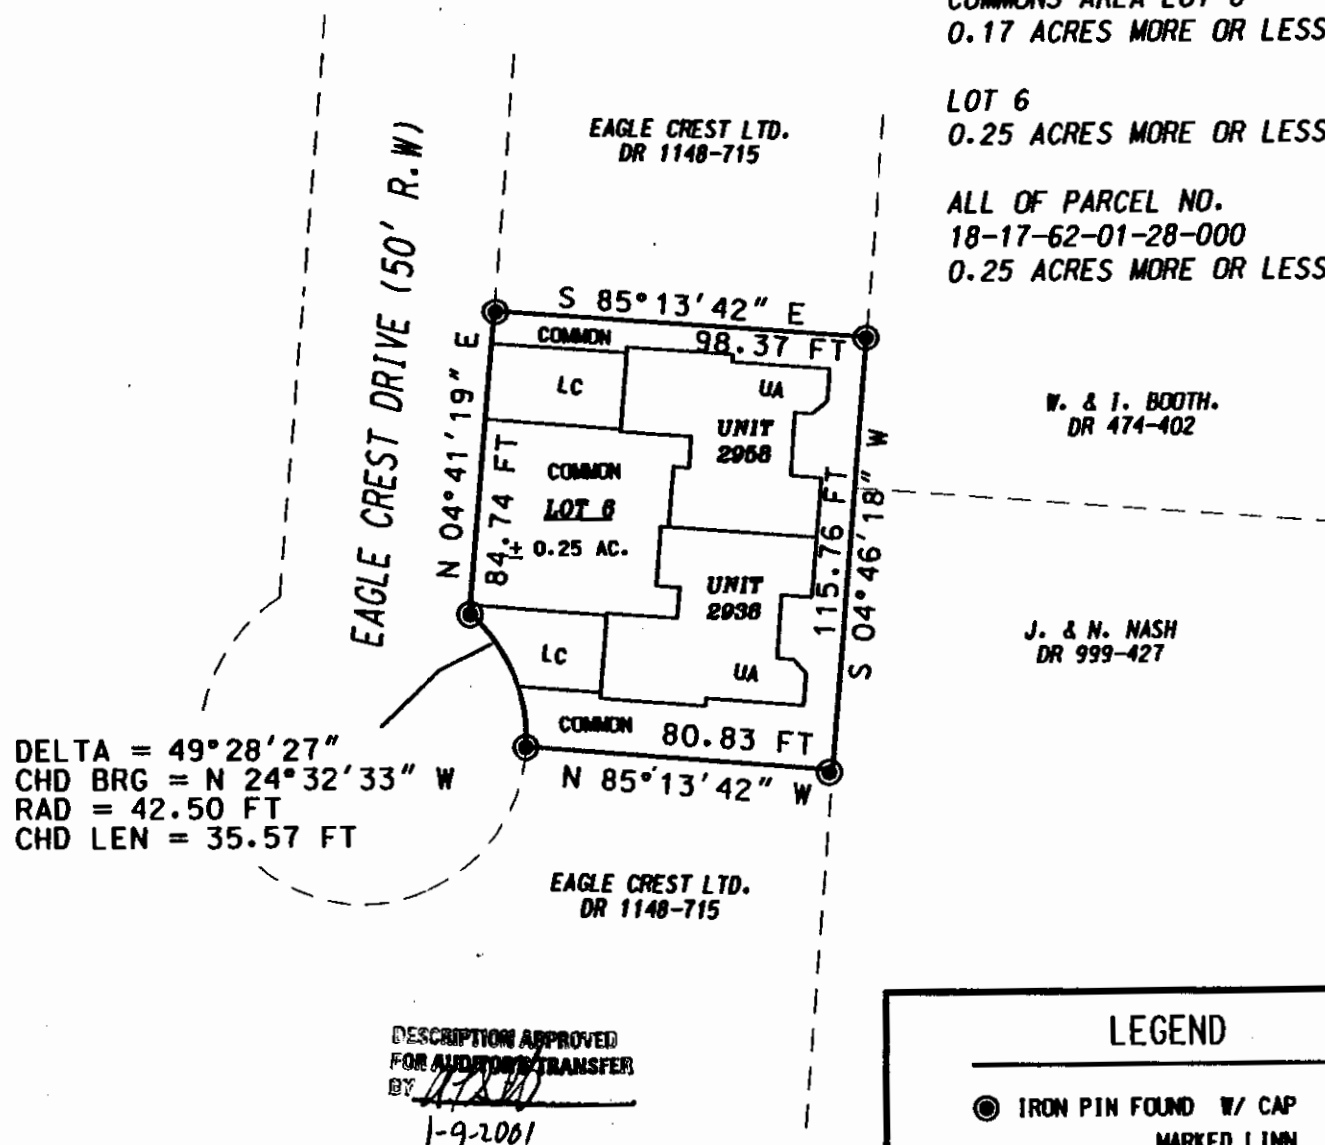 0.17 ACRES MORE OR LESS
LOT 6
0.25 ACRES MORE OR LESS
ALL OF PARCEL NO.
18-17-62-01-28-000
0.25 ACRES MORE OR LESS
EAGLE CREST LTD.
DR 1148-715
EAGLE CREST DRIVE (50' R.W)
S 85°13'42" E
98.37 FT
COMMON
LC
UA
UNIT
2958
N 04°41'19" E
84.74 FT
COMMON
LOT 6
± 0.25 AC.
115.76 FT
S 04°46'18" W
W. & I. BOOTH.
DR 474-402
UNIT
2938
LC
UA
J. & N. NASH
DR 999-427
COMMON
80.83 FT
N 85°13'42" W
DELTA = 49°28'27"
CHD BRG = N 24°32'33" W
RAD = 42.50 FT
CHD LEN = 35.57 FT
EAGLE CREST LTD.
DR 1148-715
DESCRIPTION APPROVED
FOR AUDITOR'S TRANSFER
BY
1-9-2001
LEGEND
IRON PIN FOUND W/ CAP
MARKED LINN